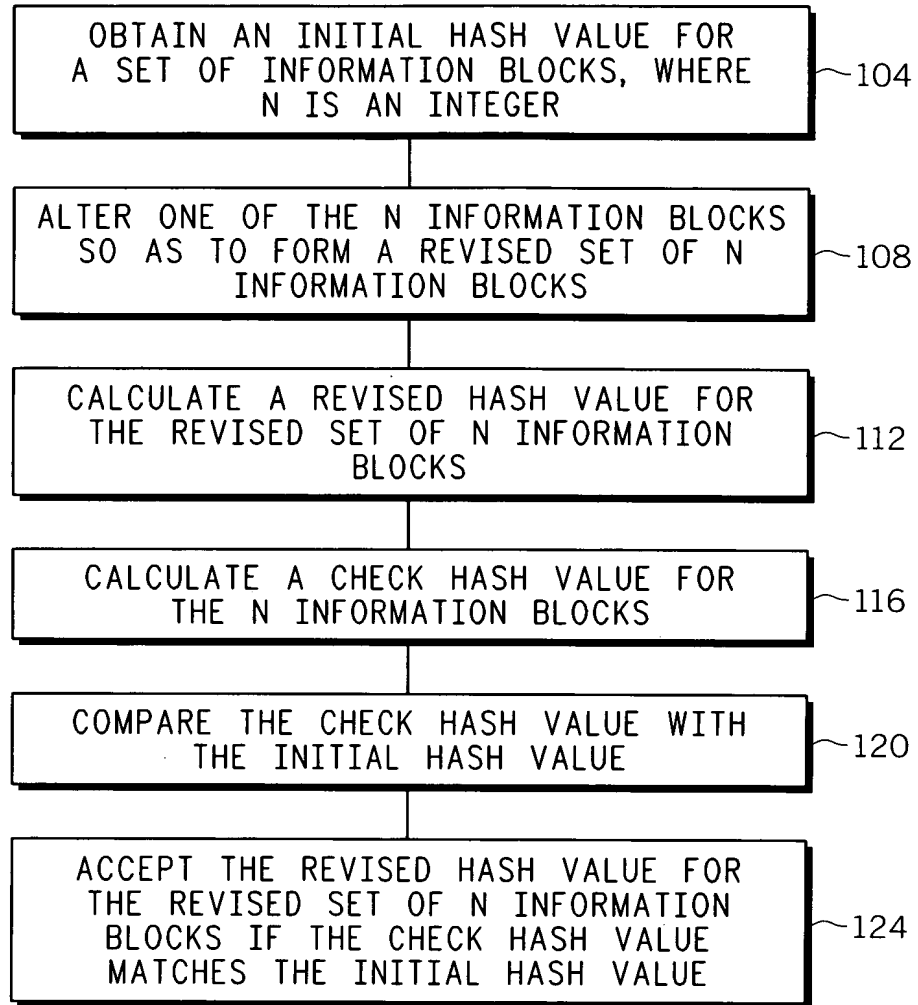 OBTAIN AN INITIAL HASH VALUE FOR
A SET OF INFORMATION BLOCKS, WHERE
N IS AN INTEGER
104
ALTER ONE OF THE N INFORMATION BLOCKS
SO AS TO FORM A REVISED SET OF N
INFORMATION BLOCKS
108
CALCULATE A REVISED HASH VALUE FOR
THE REVISED SET OF N INFORMATION
BLOCKS
112
CALCULATE A CHECK HASH VALUE FOR
THE N INFORMATION BLOCKS
116
COMPARE THE CHECK HASH VALUE WITH
THE INITIAL HASH VALUE
120
ACCEPT THE REVISED HASH VALUE FOR
THE REVISED SET OF N INFORMATION
BLOCKS IF THE CHECK HASH VALUE
MATCHES THE INITIAL HASH VALUE
124